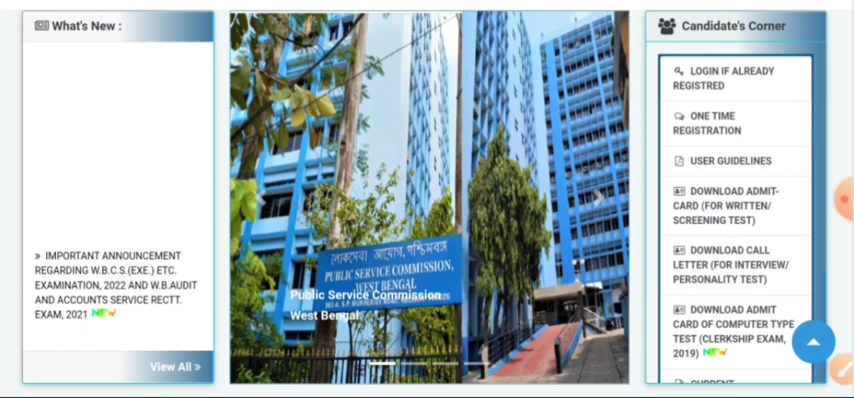 What's New :
» IMPORTANT ANNOUNCEMENT
REGARDING W.B.C.S.(EXE.) ETC.
EXAMINATION, 2022 AND W.B.AUDIT
AND ACCOUNTS SERVICE RECTT.
EXAM, 2021 NEW
View All »
লোকসেবা আয়োগ, পশ্চিমবঙ্গ
PUBLIC SERVICE COMMISSION,
WEST BENGAL
Public Service Commission
West Bengal
Candidate's Corner
LOGIN IF ALREADY
REGISTRED
ONE TIME
REGISTRATION
USER GUIDELINES
DOWNLOAD ADMIT-
CARD (FOR WRITTEN/
SCREENING TEST)
DOWNLOAD CALL
LETTER (FOR INTERVIEW/
PERSONALITY TEST)
DOWNLOAD ADMIT
CARD OF COMPUTER TYPE
TEST (CLERKSHIP EXAM,
2019) NEW